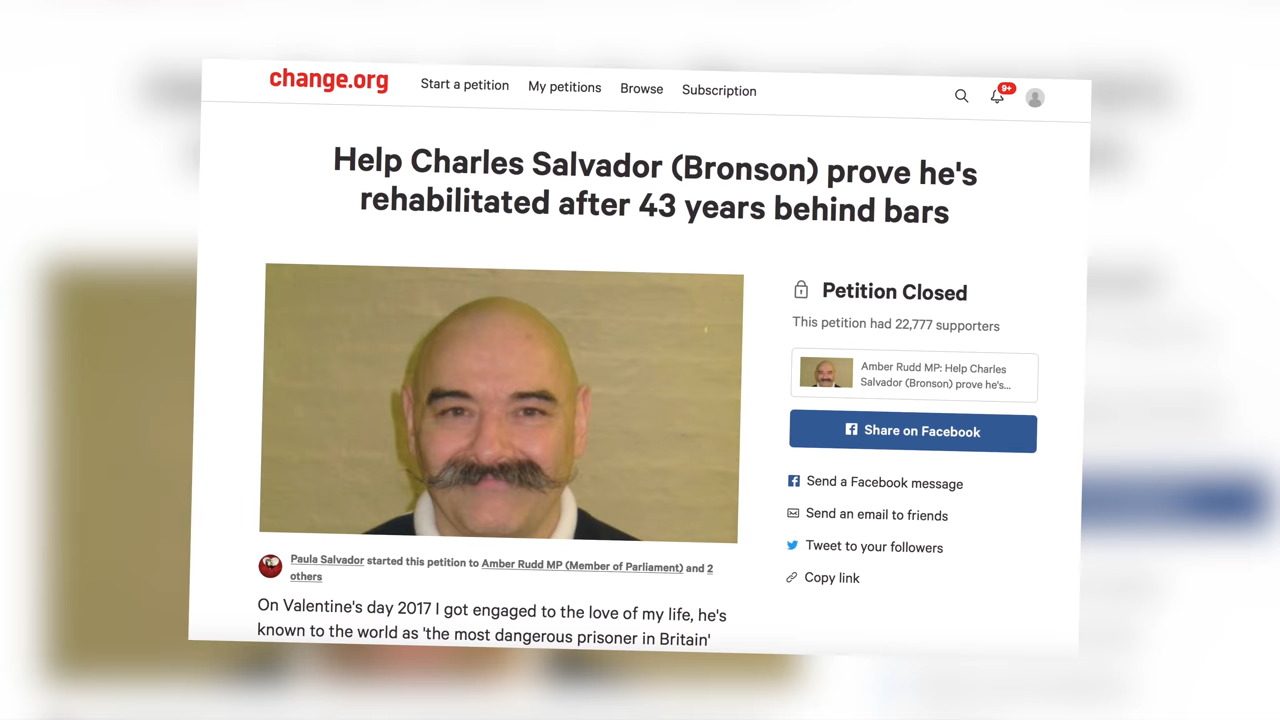 change.org
Start a petition
My petitions
Browse
Subscription
9+
Help Charles Salvador (Bronson) prove he's
rehabilitated after 43 years behind bars
Petition Closed
This petition had 22,777 supporters
Amber Rudd MP: Help Charles
Salvador (Bronson) prove he's...
Share on Facebook
Send a Facebook message
Send an email to friends
Tweet to your followers
Copy link
Paula Salvador started this petition to Amber Rudd MP (Member of Parliament) and 2
others
On Valentine's day 2017 I got engaged to the love of my life, he's
known to the world as 'the most dangerous prisoner in Britain'